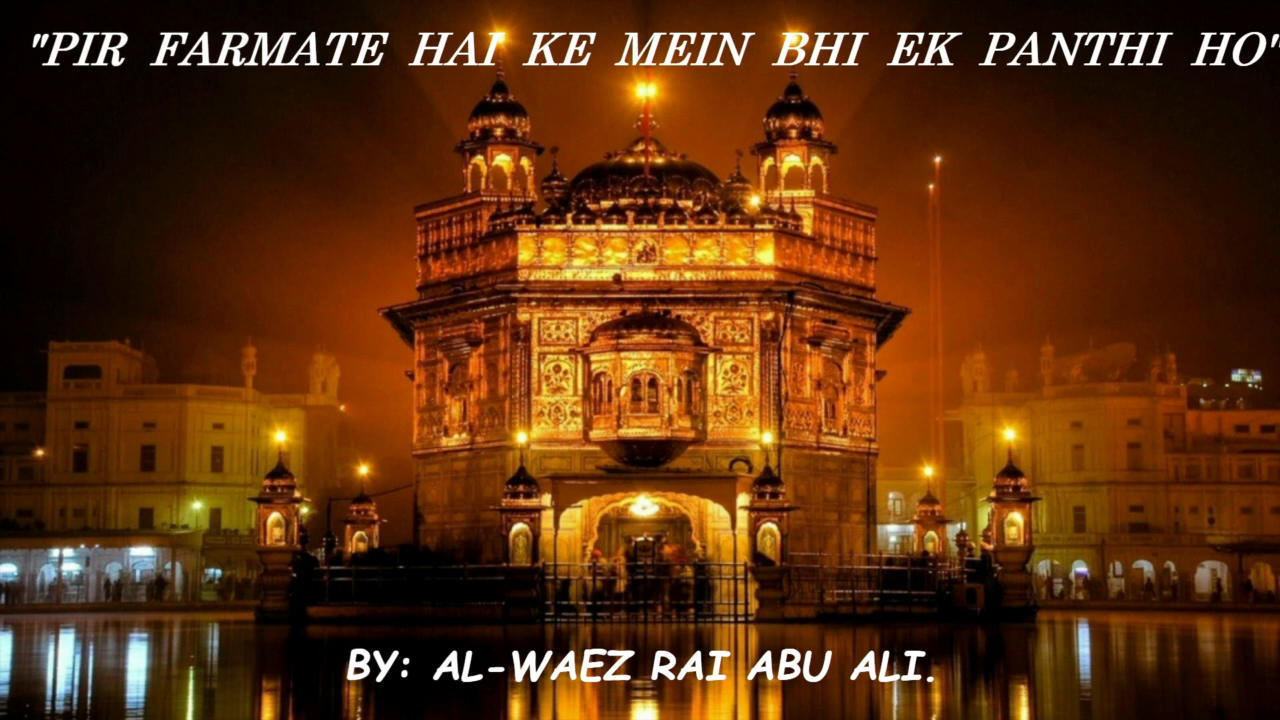 "PIR FARMATE HAI KE MEIN BHI EK PANTHI HO"
BY: AL-WAEZ RAI ABU ALI.